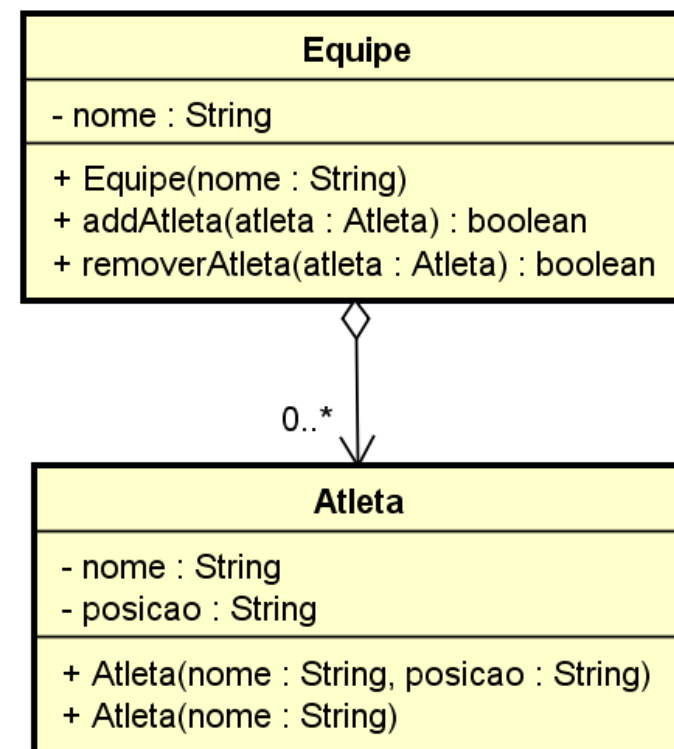 Equipe
- nome : String
+ Equipe(nome : String)
+ addAtleta(atleta : Atleta) : boolean
+ removerAtleta(atleta : Atleta) : boolean
0..*
Atleta
- nome : String
- posicao : String
+ Atleta(nome : String, posicao : String)
+ Atleta(nome : String)